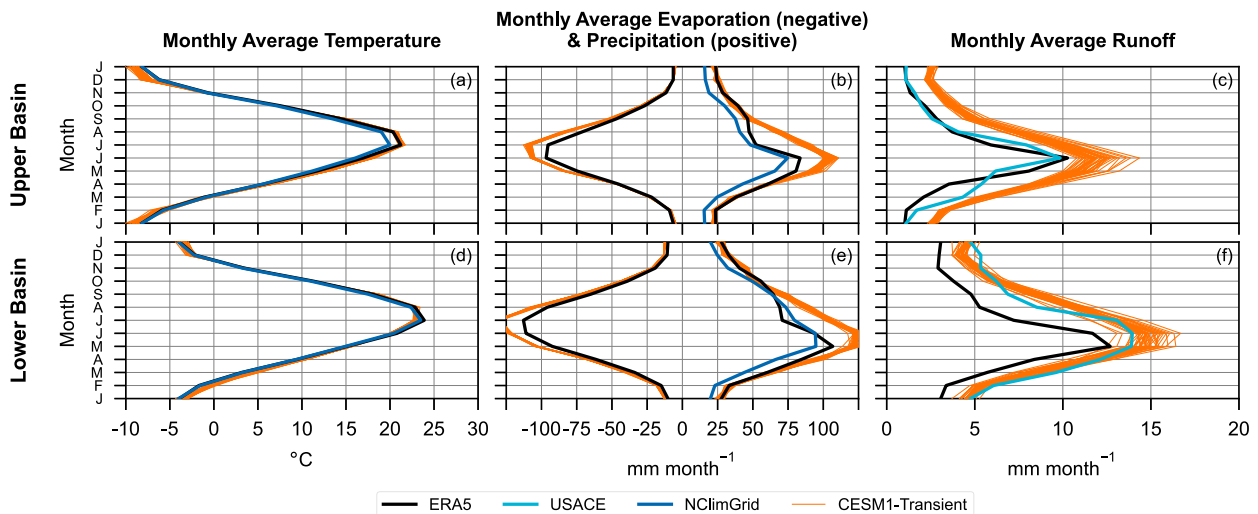 Monthly Average Temperature
Monthly Average Evaporation (negative)
& Precipitation (positive)
Monthly Average Runoff
Upper Basin
Month
J
D
N
O
S
A
J
J
M
A
M
F
J
(a)
(b)
(c)
Lower Basin
Month
J
D
N
O
S
A
J
J
M
A
M
F
J
(d)
(e)
(f)
-10 -5 0 5 10 15 20 25 30
-100 -75 -50 -25 0 25 50 75 100
0 5 10 15 20
°C
mm month⁻¹
mm month⁻¹
ERA5 USACE NClimGrid CESM1-Transient